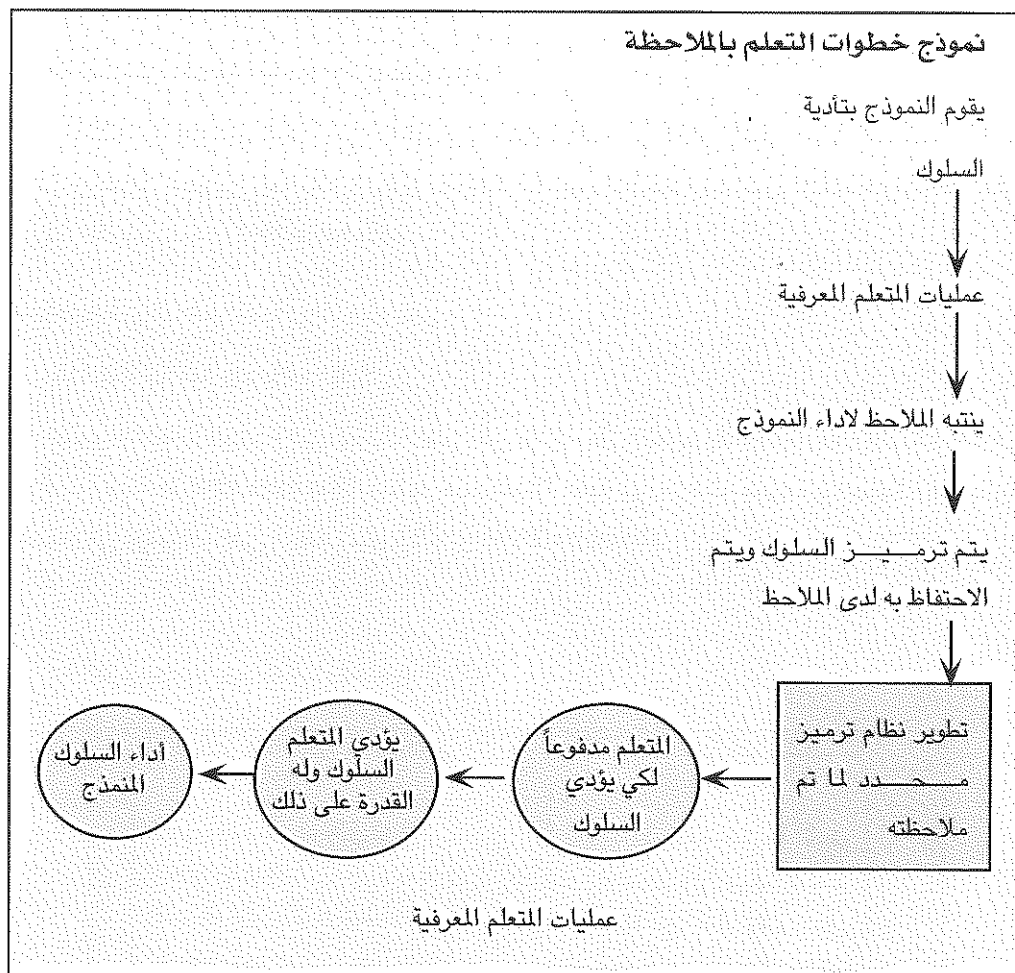 نموذج خطوات التعلم بالملاحظة
يقوم النموذج بتأدية
السلوك
عمليات المتعلم المعرفية
ينتبه الملاحظ لاداء النموذج
يتم ترميز السلوك ويتم
الاحتفاظ به لدى الملاحظ
تطوير نظام ترميز
محدد لما تم
ملاحظته
المتعلم مدفوعاً
لكي يؤدي
السلوك
يؤدي المتعلم
السلوك وله
القدرة على ذلك
أداء السلوك
المنمذج
عمليات المتعلم المعرفية